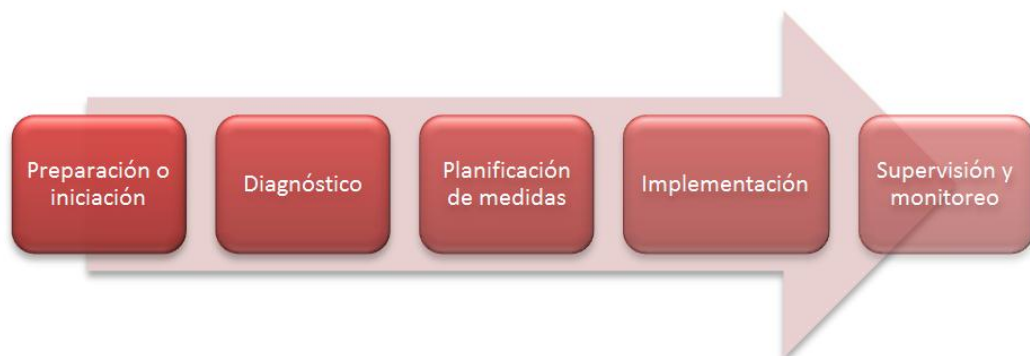 Preparación o
iniciación
Diagnóstico
Planificación
de medidas
Implementación
Supervisión y
monitoreo